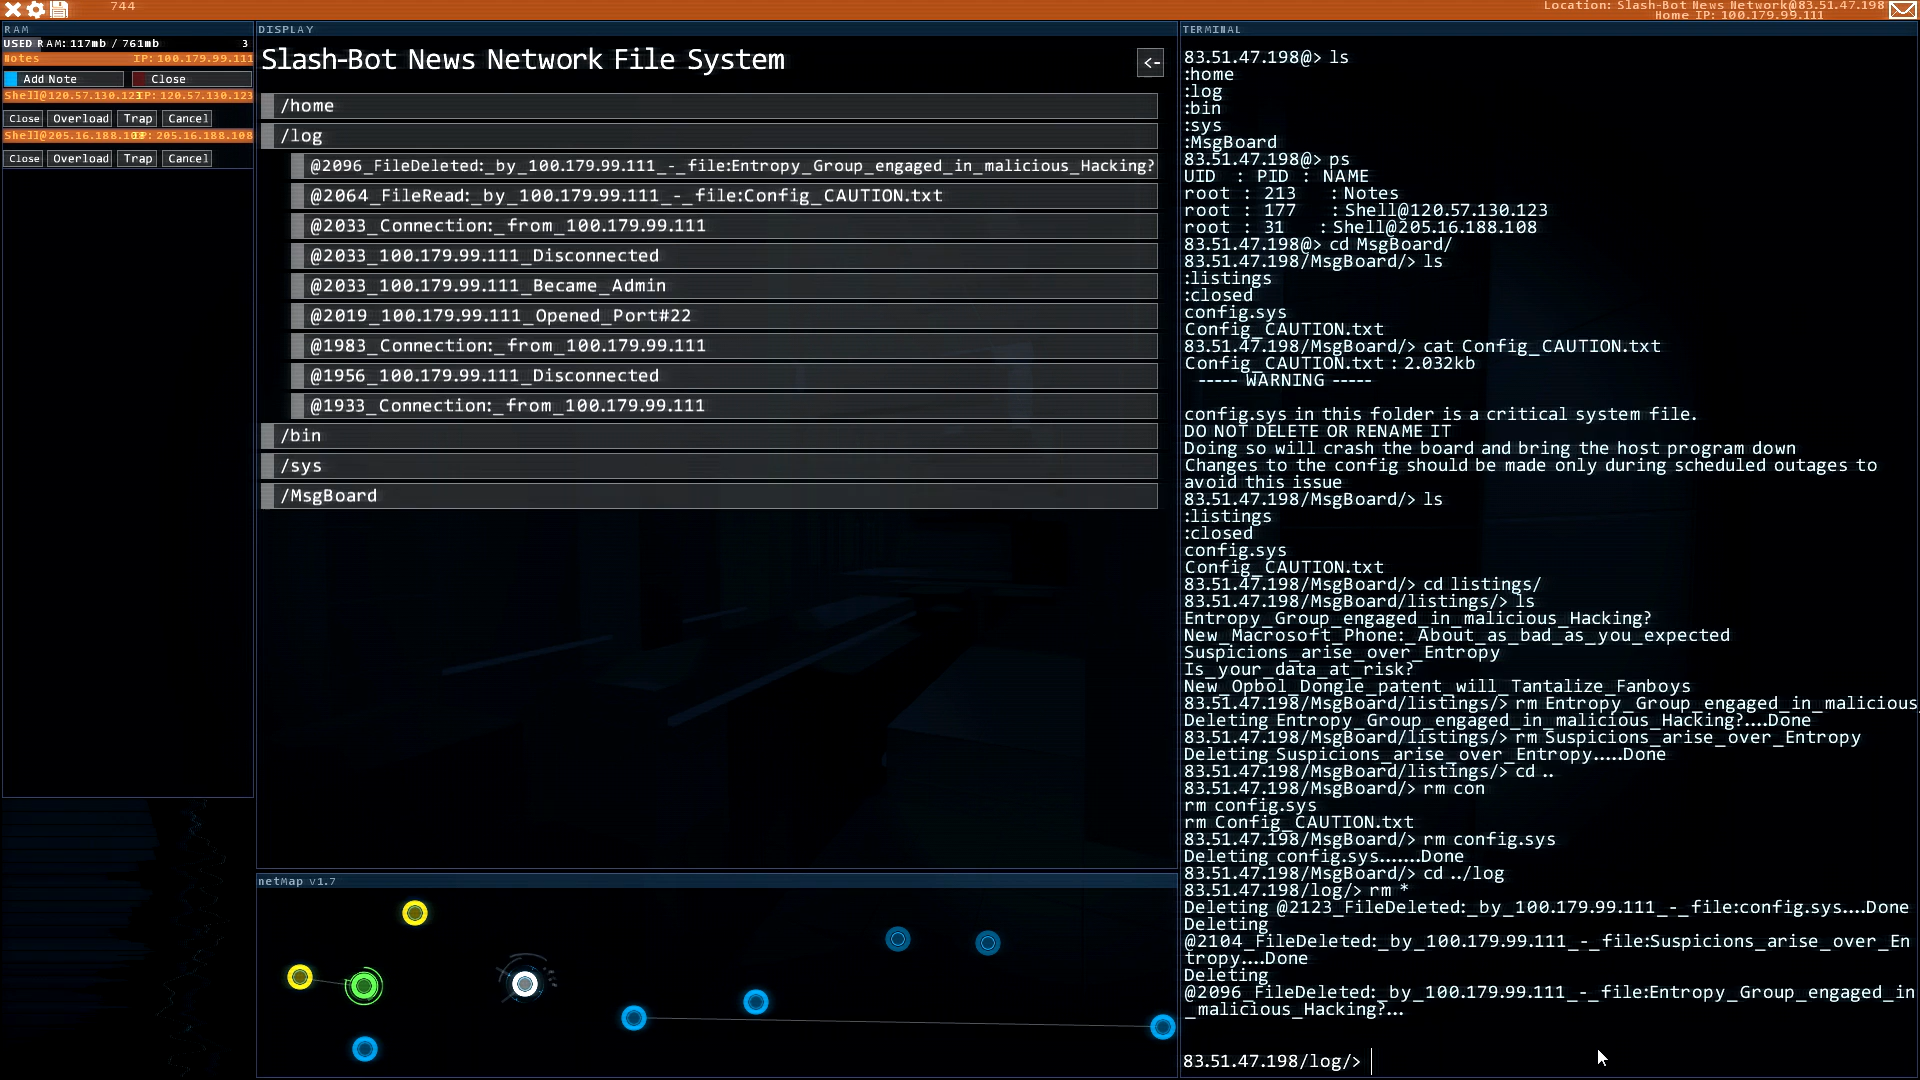 744
Location: Slash-Bot News Network@83.51.47.198
Home IP: 100.179.99.111
RAM
USED RAM: 117mb / 761mb 3
Notes IP: 100.179.99.111
Add Note Close
Shell@120.57.130.123 IP: 120.57.130.123
Close Overload Trap Cancel
Shell@205.16.188.108 IP: 205.16.188.108
Close Overload Trap Cancel
DISPLAY
Slash-Bot News Network File System
<-
/home
/log
@2096_FileDeleted:_by_100.179.99.111_-_file:Entropy_Group_engaged_in_malicious_Hacking?
@2064_FileRead:_by_100.179.99.111_-_file:Config_CAUTION.txt
@2033_Connection:_from_100.179.99.111
@2033_100.179.99.111_Disconnected
@2033_100.179.99.111_Became_Admin
@2019_100.179.99.111_Opened_Port#22
@1983_Connection:_from_100.179.99.111
@1956_100.179.99.111_Disconnected
@1933_Connection:_from_100.179.99.111
/bin
/sys
/MsgBoard
netMap v1.7
TERMINAL
83.51.47.198@> ls
:home
:log
:bin
:sys
:MsgBoard
83.51.47.198@> ps
UID : PID : NAME
root : 213 : Notes
root : 177 : Shell@120.57.130.123
root : 31 : Shell@205.16.188.108
83.51.47.198@> cd MsgBoard/
83.51.47.198/MsgBoard/> ls
:listings
:closed
config.sys
Config_CAUTION.txt
83.51.47.198/MsgBoard/> cat Config_CAUTION.txt
Config_CAUTION.txt : 2.032kb
----- WARNING -----
config.sys in this folder is a critical system file.
DO NOT DELETE OR RENAME IT
Doing so will crash the board and bring the host program down
Changes to the config should be made only during scheduled outages to
avoid this issue
83.51.47.198/MsgBoard/> ls
:listings
:closed
config.sys
Config_CAUTION.txt
83.51.47.198/MsgBoard/> cd listings/
83.51.47.198/MsgBoard/listings/> ls
Entropy_Group_engaged_in_malicious_Hacking?
New_Macrosoft_Phone:_About_as_bad_as_you_expected
Suspicions_arise_over_Entropy
Is_your_data_at_risk?
New_Opbol_Dongle_patent_will_Tantalize_Fanboys
83.51.47.198/MsgBoard/listings/> rm Entropy_Group_engaged_in_malicious_
Deleting Entropy_Group_engaged_in_malicious_Hacking?....Done
83.51.47.198/MsgBoard/listings/> rm Suspicions_arise_over_Entropy
Deleting Suspicions_arise_over_Entropy.....Done
83.51.47.198/MsgBoard/listings/> cd ..
83.51.47.198/MsgBoard/> rm con
rm config.sys
rm Config_CAUTION.txt
83.51.47.198/MsgBoard/> rm config.sys
Deleting config.sys.......Done
83.51.47.198/MsgBoard/> cd ../log
83.51.47.198/log/> rm *
Deleting @2123_FileDeleted:_by_100.179.99.111_-_file:config.sys....Done
Deleting
@2104_FileDeleted:_by_100.179.99.111_-_file:Suspicions_arise_over_En
tropy....Done
Deleting
@2096_FileDeleted:_by_100.179.99.111_-_file:Entropy_Group_engaged_in
_malicious_Hacking?...
83.51.47.198/log/>